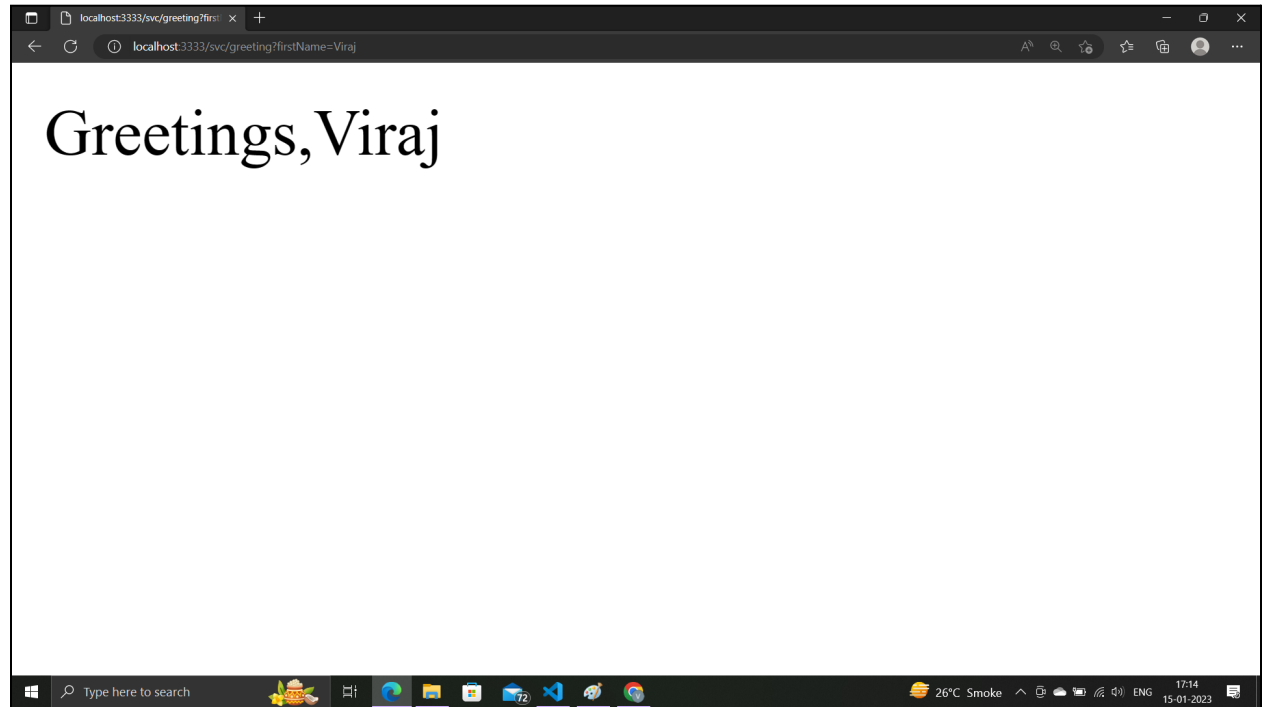 localhost:3333/svc/greeting?first
localhost:3333/svc/greeting?firstName=Viraj
Greetings,Viraj
Type here to search
72
26°C Smoke
ENG
17:14
15-01-2023